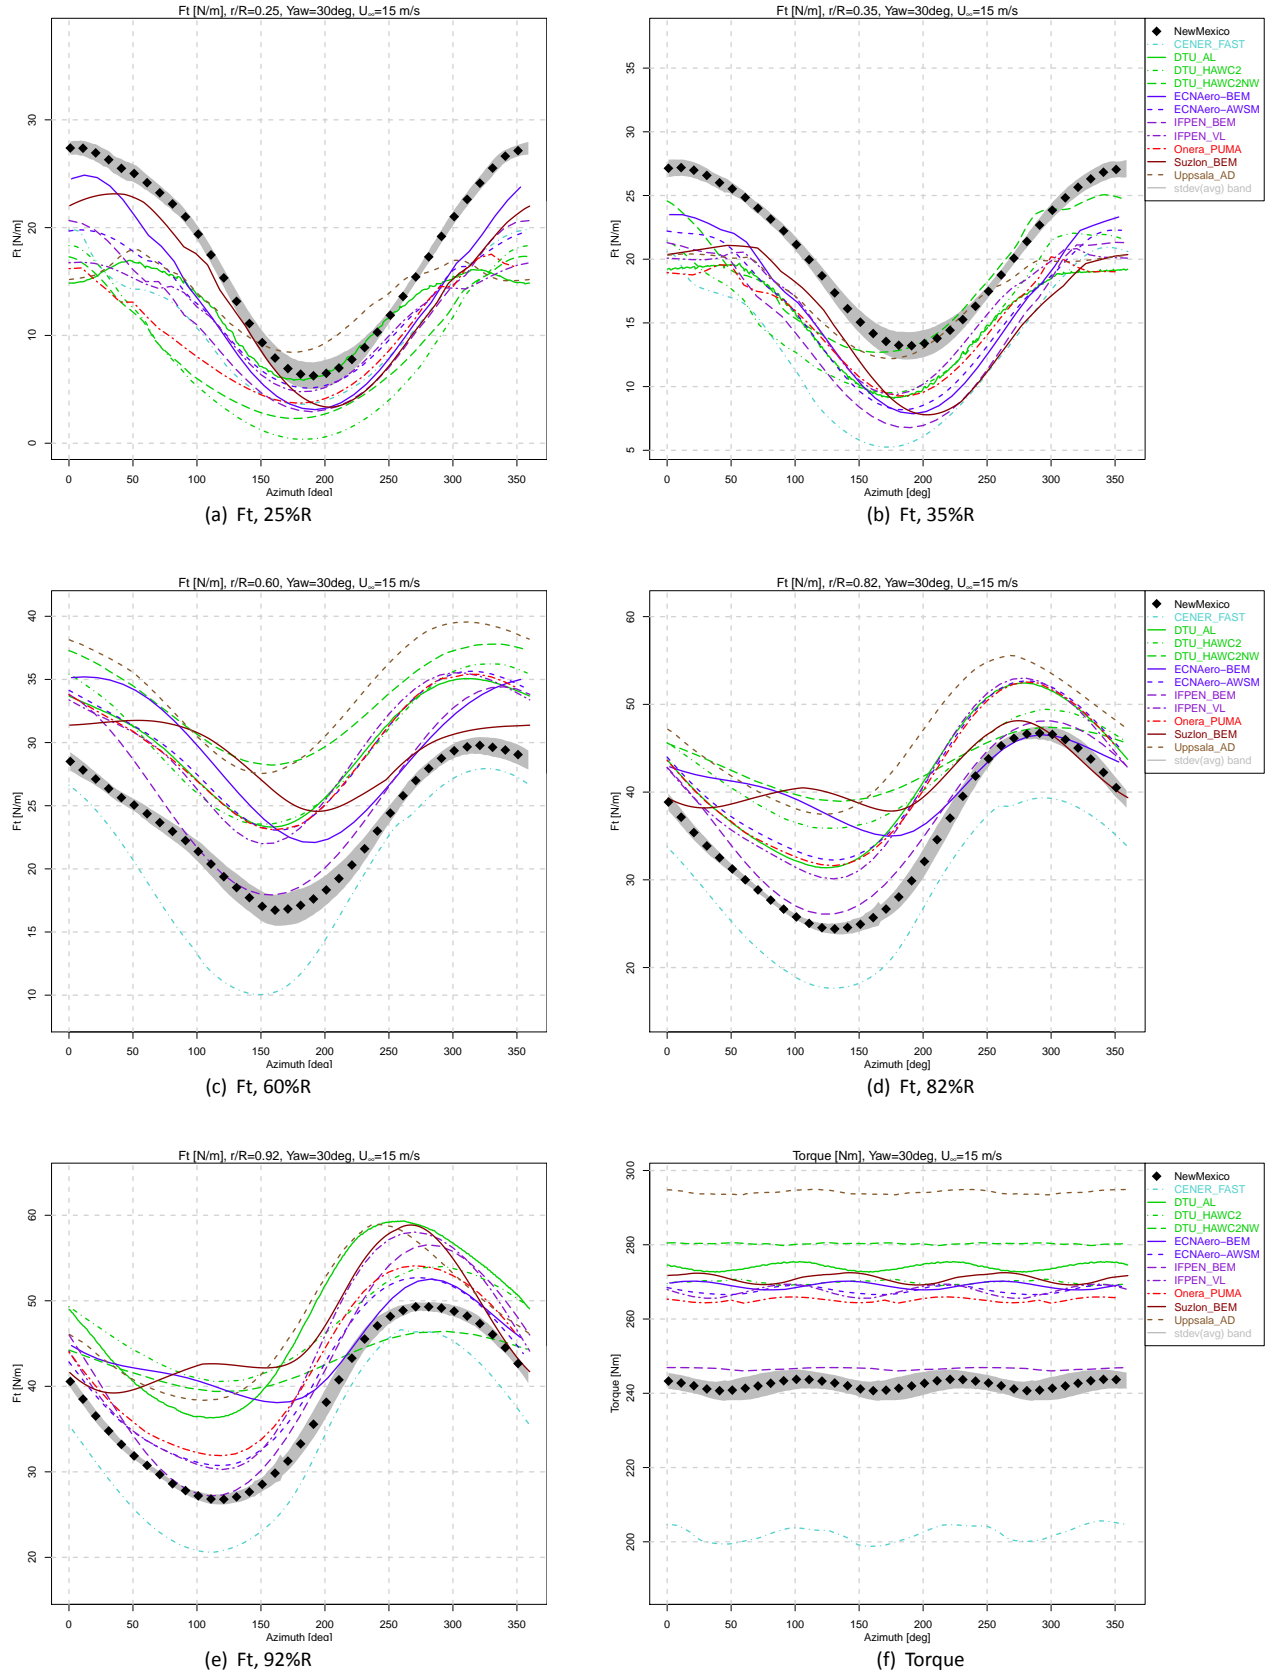 Ft [N/m], r/R=0.25, Yaw=30deg, U∞=15 m/s
Ft [N/m]
0 10 20 30
0 50 100 150 200 250 300 350
Azimuth [deg]
(a) Ft, 25%R
Ft [N/m], r/R=0.35, Yaw=30deg, U∞=15 m/s
Ft [N/m]
5 10 15 20 25 30 35
0 50 100 150 200 250 300 350
Azimuth [deg]
(b) Ft, 35%R
NewMexico
CENER_FAST
DTU_AL
DTU_HAWC2
DTU_HAWC2NW
ECNAero-BEM
ECNAero-AWSM
IFPEN_BEM
IFPEN_VL
Onera_PUMA
Suzlon_BEM
Uppsala_AD
stdev(avg) band
Ft [N/m], r/R=0.60, Yaw=30deg, U∞=15 m/s
Ft [N/m]
10 15 20 25 30 35 40
0 50 100 150 200 250 300 350
Azimuth [deg]
(c) Ft, 60%R
Ft [N/m], r/R=0.82, Yaw=30deg, U∞=15 m/s
Ft [N/m]
20 30 40 50 60
0 50 100 150 200 250 300 350
Azimuth [deg]
(d) Ft, 82%R
NewMexico
CENER_FAST
DTU_AL
DTU_HAWC2
DTU_HAWC2NW
ECNAero-BEM
ECNAero-AWSM
IFPEN_BEM
IFPEN_VL
Onera_PUMA
Suzlon_BEM
Uppsala_AD
stdev(avg) band
Ft [N/m], r/R=0.92, Yaw=30deg, U∞=15 m/s
Ft [N/m]
20 30 40 50 60
0 50 100 150 200 250 300 350
Azimuth [deg]
(e) Ft, 92%R
Torque [Nm], Yaw=30deg, U∞=15 m/s
Torque [Nm]
200 220 240 260 280 300
0 50 100 150 200 250 300 350
Azimuth [deg]
(f) Torque
NewMexico
CENER_FAST
DTU_AL
DTU_HAWC2
DTU_HAWC2NW
ECNAero-BEM
ECNAero-AWSM
IFPEN_BEM
IFPEN_VL
Onera_PUMA
Suzlon_BEM
Uppsala_AD
stdev(avg) band